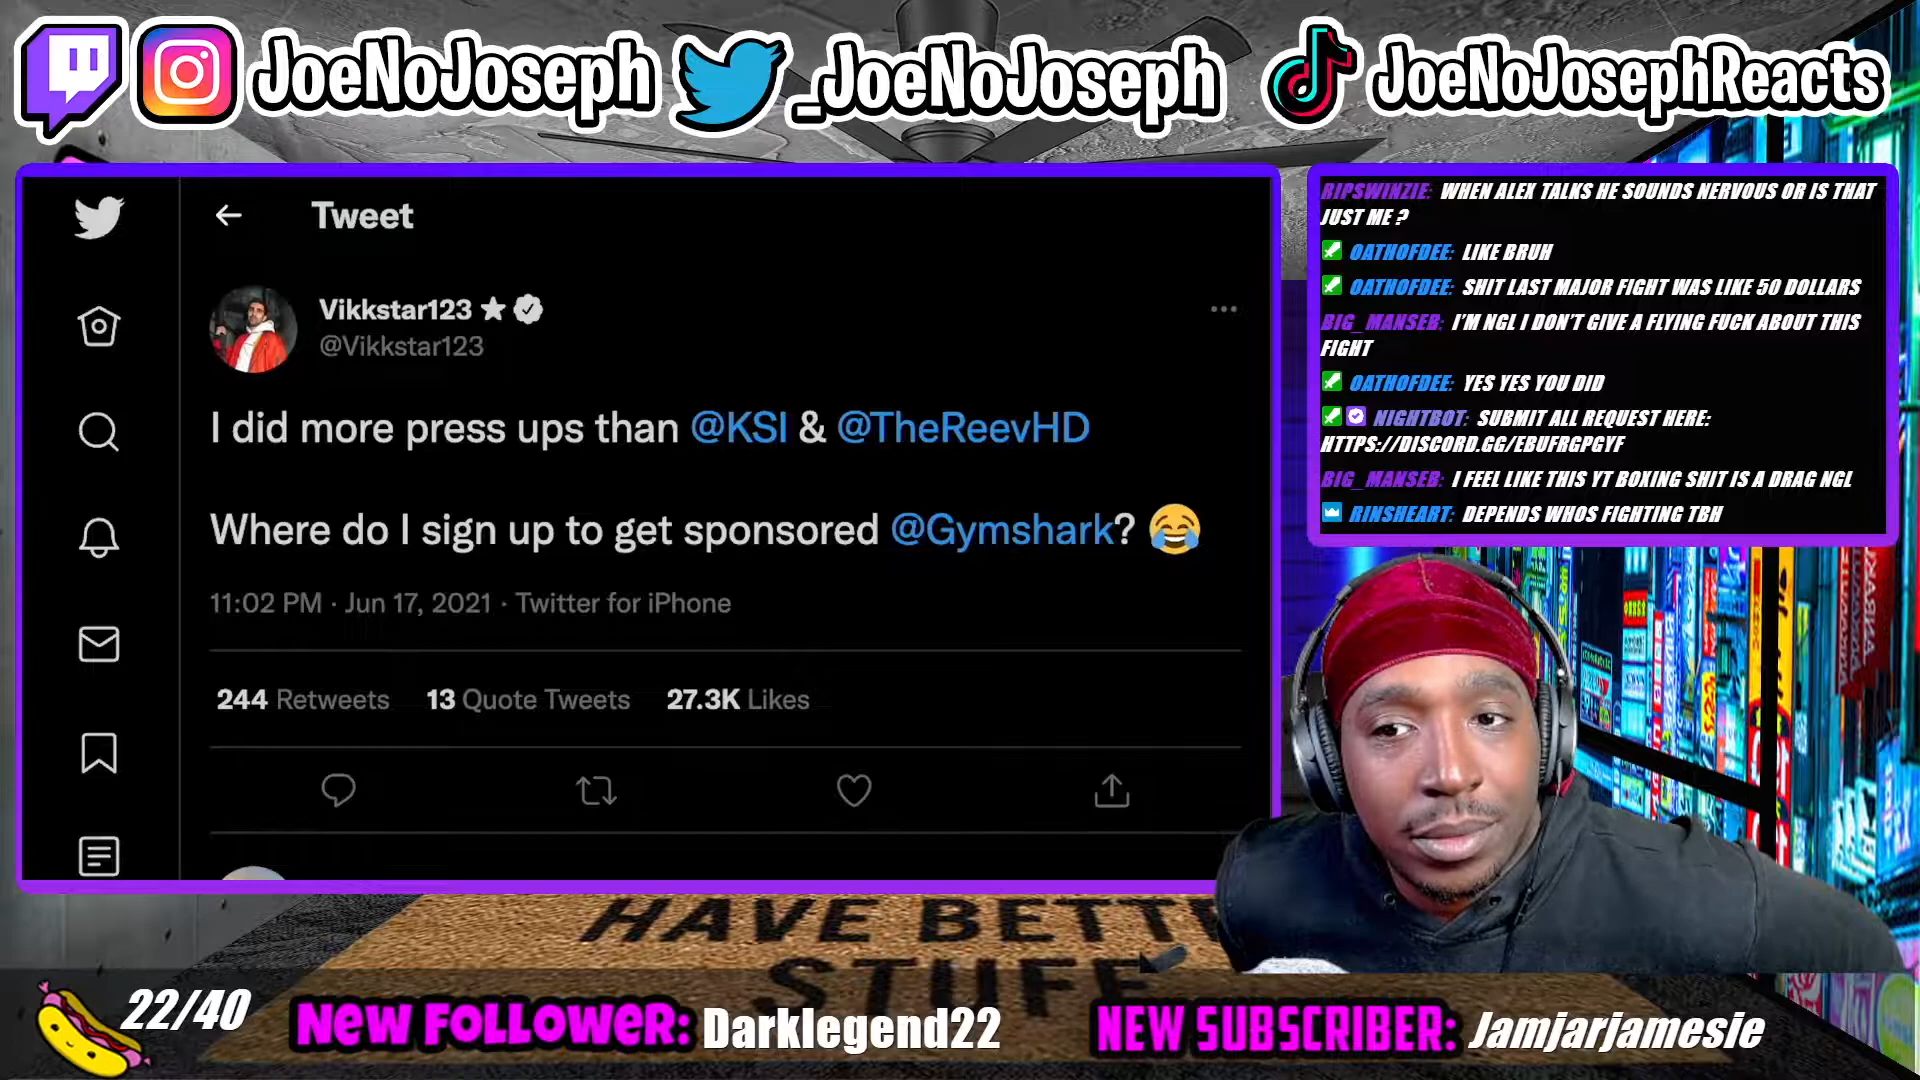 JoeNoJoseph
_JoeNoJoseph
JoeNoJosephReacts
Tweet
Vikkstar123
@Vikkstar123
I did more press ups than @KSI & @TheReevHD
Where do I sign up to get sponsored @Gymshark? 😂
11:02 PM · Jun 17, 2021 · Twitter for iPhone
244 Retweets 13 Quote Tweets 27.3K Likes
RIPSWINZIE: WHEN ALEX TALKS HE SOUNDS NERVOUS OR IS THAT
JUST ME ?
OATHOFDEE: LIKE BRUH
OATHOFDEE: SHIT LAST MAJOR FIGHT WAS LIKE 50 DOLLARS
BIG_MANSEB: I'M NGL I DON'T GIVE A FLYING FUCK ABOUT THIS
FIGHT
OATHOFDEE: YES YES YOU DID
NIGHTBOT: SUBMIT ALL REQUEST HERE:
HTTPS://DISCORD.GG/EBUFRGPGYF
BIG_MANSEB: I FEEL LIKE THIS YT BOXING SHIT IS A DRAG NGL
RINSHEART: DEPENDS WHOS FIGHTING TBH
HAVE BETT
STUFF
22/40
NEW FOLLOWER: Darklegend22
NEW SUBSCRIBER: Jamjarjamesie